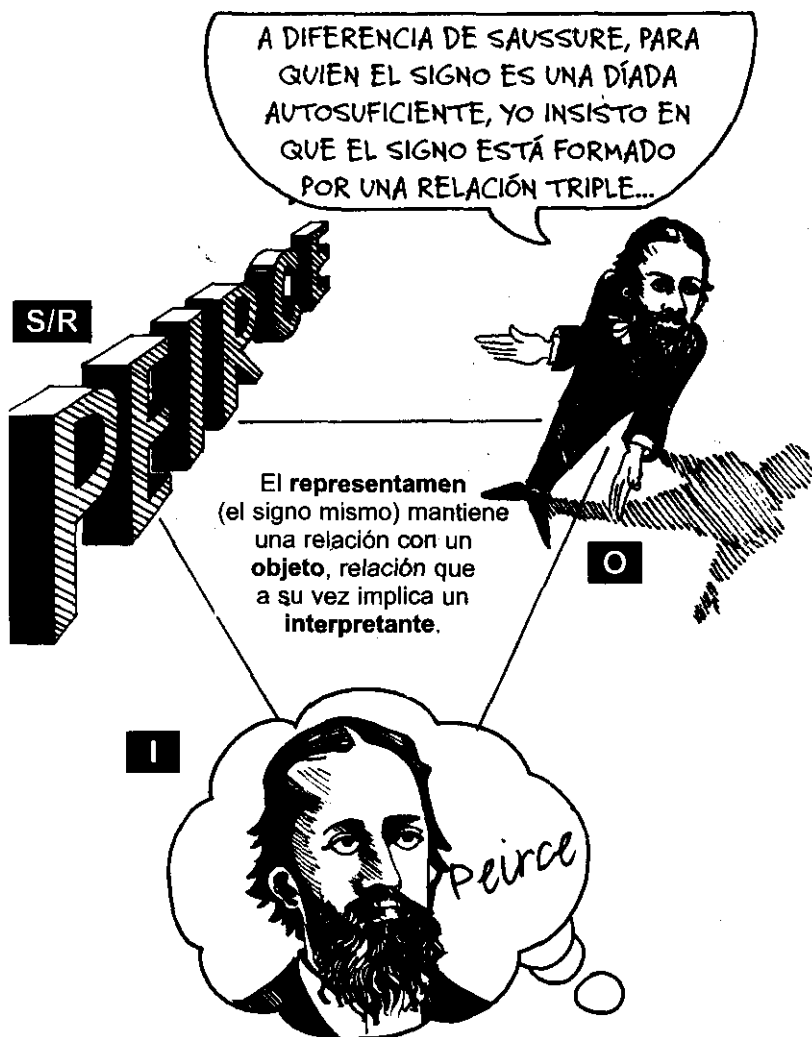 A DIFERENCIA DE SAUSSURE, PARA
QUIEN EL SIGNO ES UNA DÍADA
AUTOSUFICIENTE, YO INSISTO EN
QUE EL SIGNO ESTÁ FORMADO
POR UNA RELACIÓN TRIPLE...
S/R
PEIRCE
El representamen
(el signo mismo) mantiene
una relación con un
objeto, relación que
a su vez implica un
interpretante.
O
I
Peirce